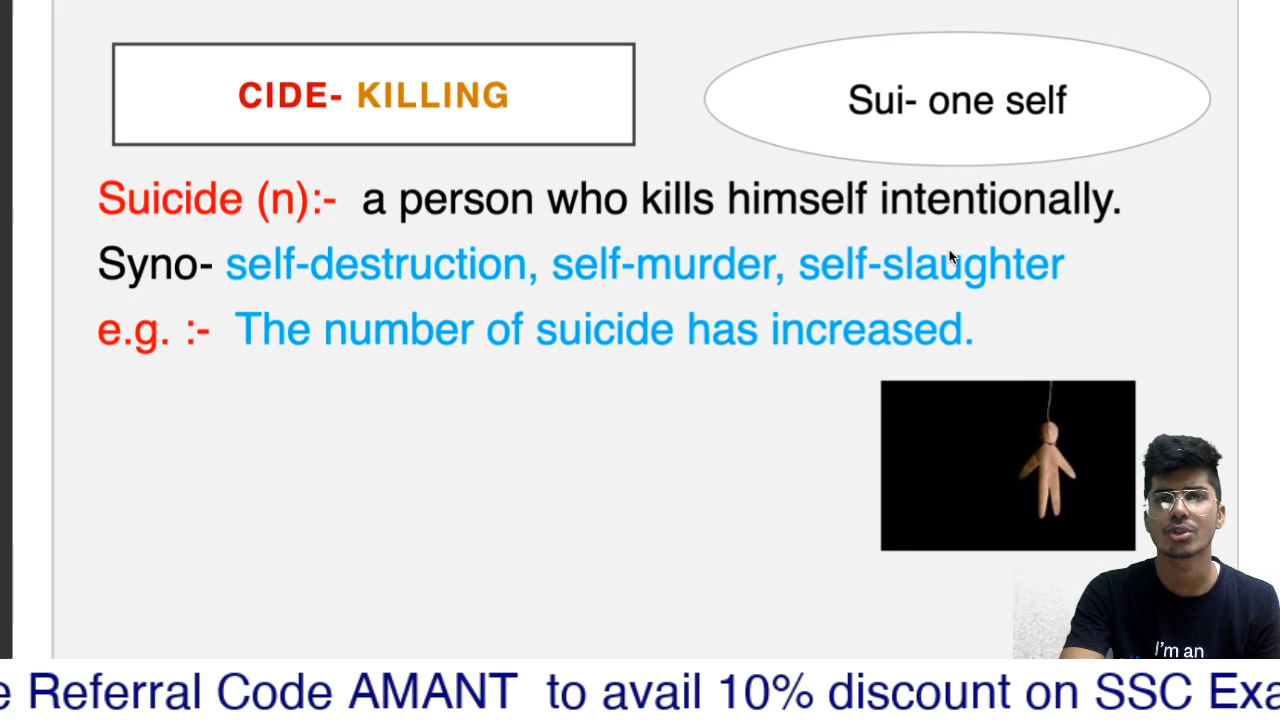 CIDE- KILLING
Sui- one self
Suicide (n):- a person who kills himself intentionally.
Syno- self-destruction, self-murder, self-slaughter
e.g. :- The number of suicide has increased.
I'm an
e Referral Code AMANT to avail 10% discount on SSC Exa